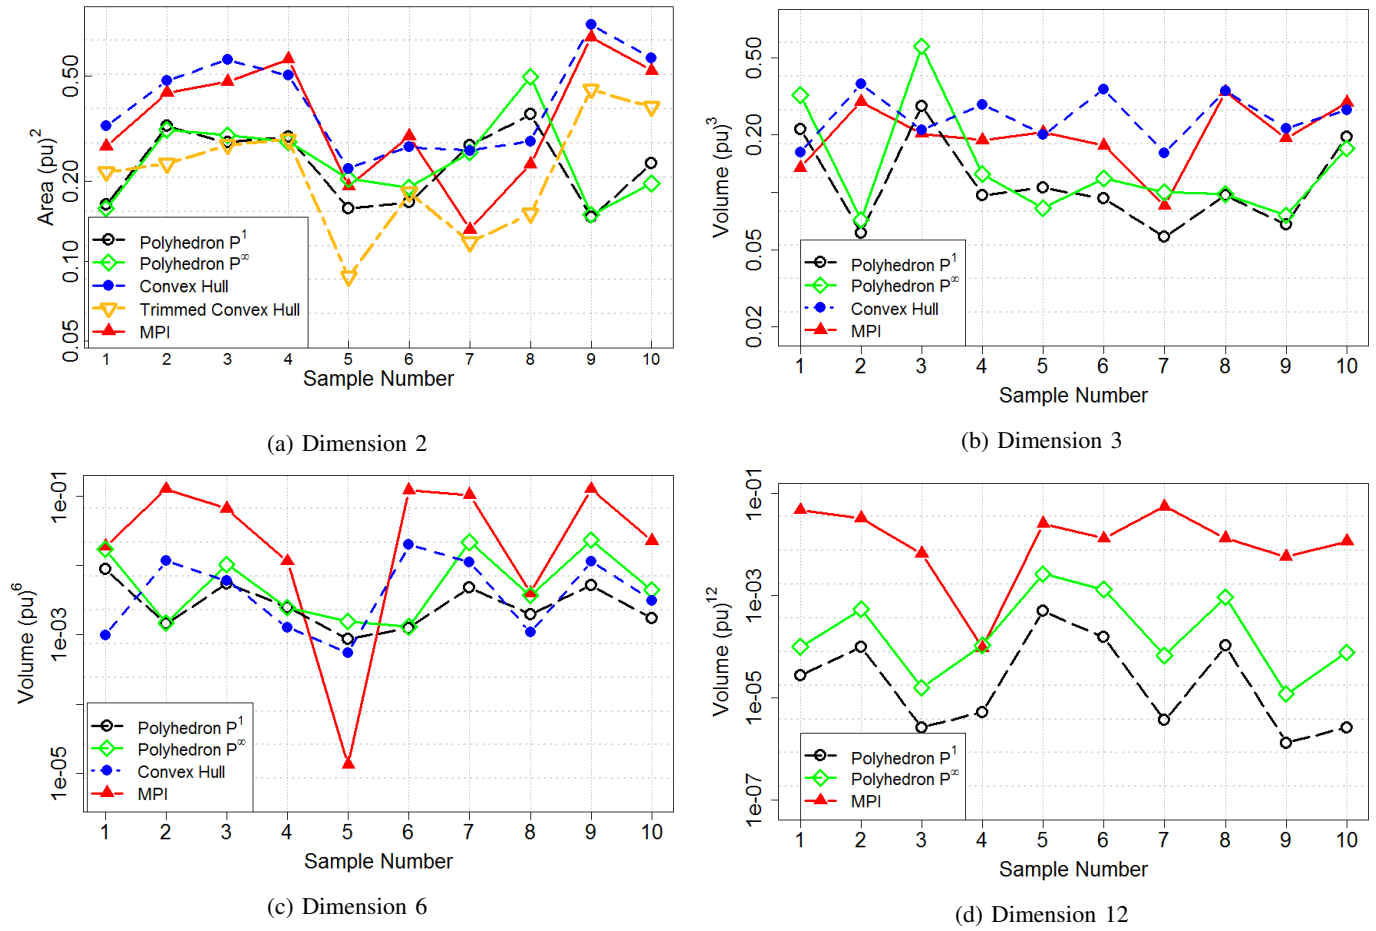 Area (pu)²
0.50
0.20
0.10
0.05
Polyhedron P¹
Polyhedron P∞
Convex Hull
Trimmed Convex Hull
MPI
1 2 3 4 5 6 7 8 9 10
Sample Number
(a) Dimension 2
Volume (pu)³
0.50
0.20
0.05
0.02
Polyhedron P¹
Polyhedron P∞
Convex Hull
MPI
1 2 3 4 5 6 7 8 9 10
Sample Number
(b) Dimension 3
Volume (pu)⁶
1e-01
1e-03
1e-05
Polyhedron P¹
Polyhedron P∞
Convex Hull
MPI
1 2 3 4 5 6 7 8 9 10
Sample Number
(c) Dimension 6
Volume (pu)¹²
1e-01
1e-03
1e-05
1e-07
Polyhedron P¹
Polyhedron P∞
MPI
1 2 3 4 5 6 7 8 9 10
Sample Number
(d) Dimension 12